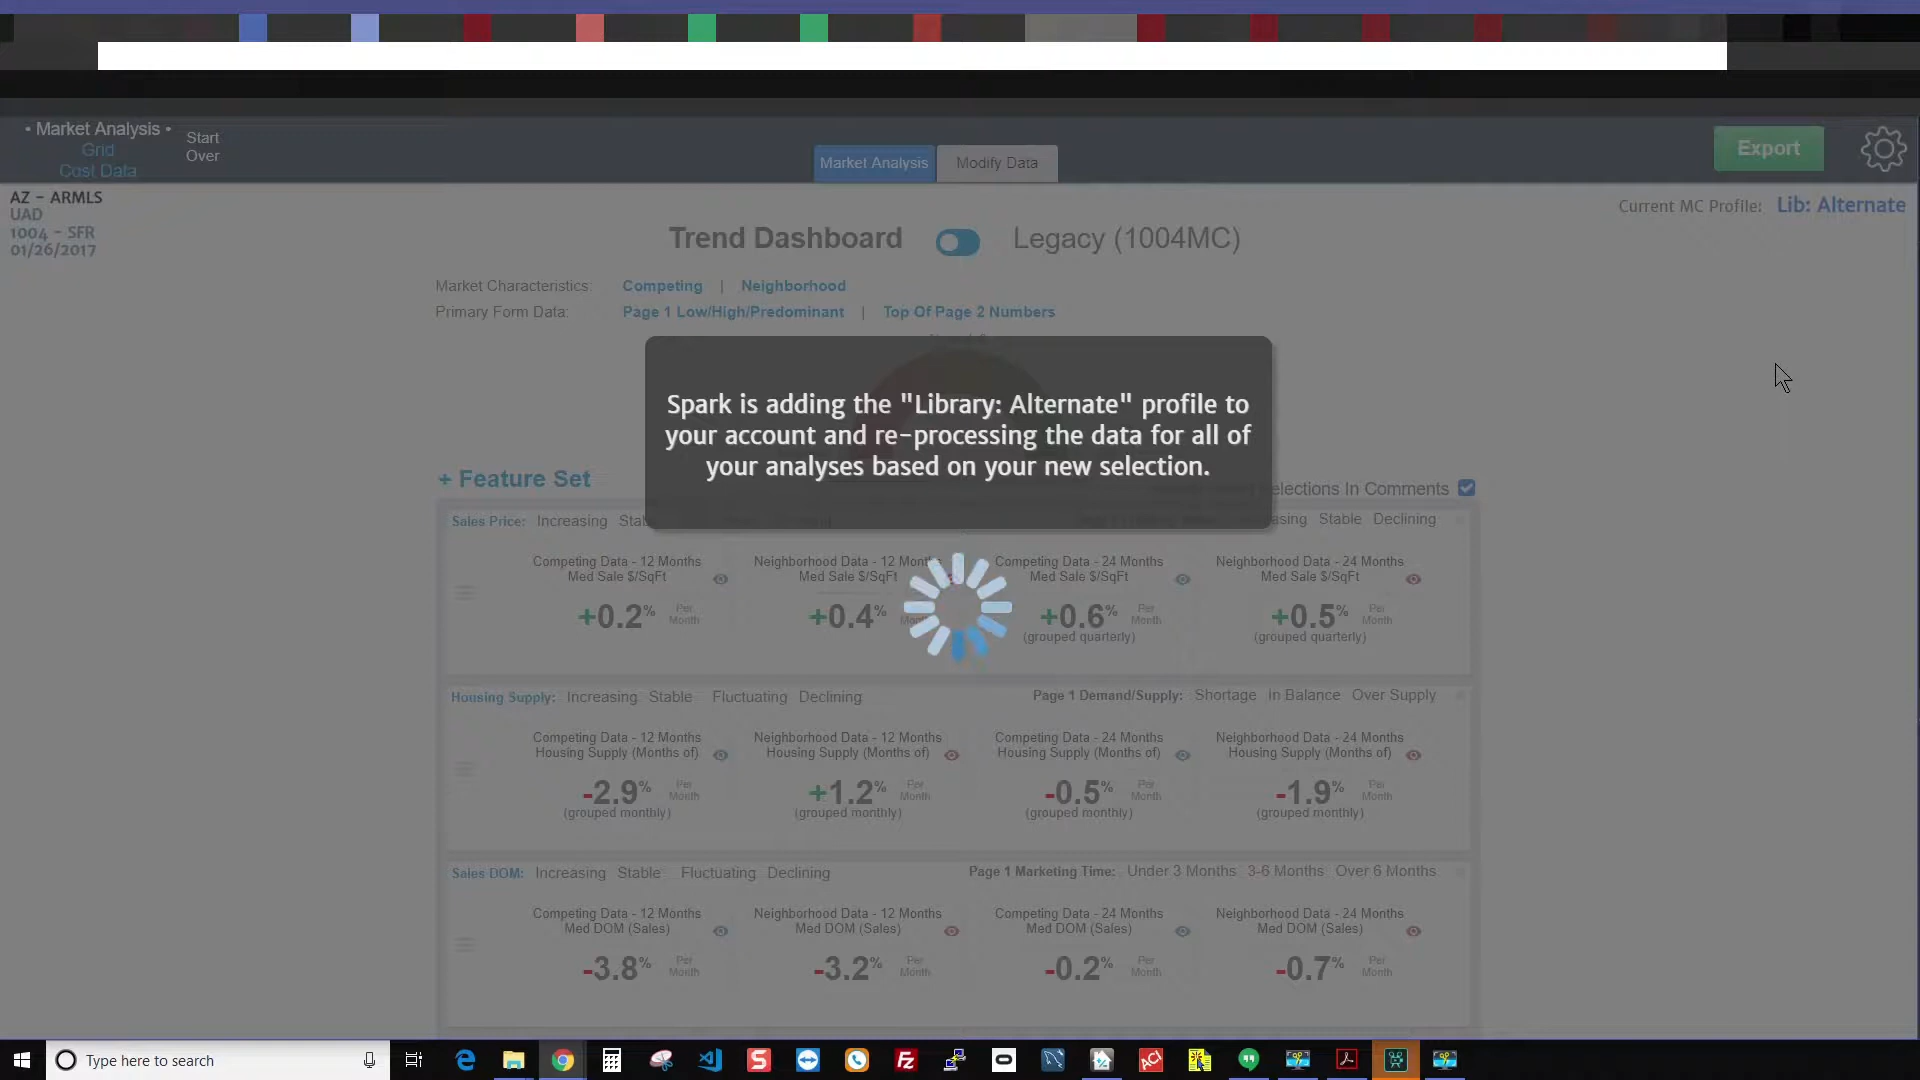 • Market Analysis •
Grid
Cost Data
Start
Over
Market Analysis
Modify Data
Export
AZ - ARMLS
UAD
1004 - SFR
01/26/2017
Current MC Profile: Lib: Alternate
Trend Dashboard
Legacy (1004MC)
Market Characteristics: Competing | Neighborhood
Primary Form Data: Page 1 Low/High/Predominant | Top Of Page 2 Numbers
Spark is adding the "Library: Alternate" profile to
your account and re-processing the data for all of
your analyses based on your new selection.
+ Feature Set
In Comments
Sales Price: Increasing
Stable Declining
Competing Data - 12 Months
Med Sale $/SqFt
+0.2% Per Month
Neighborhood Data - 12 Months
Med Sale $/SqFt
+0.4%
Competing Data - 24 Months
Med Sale $/SqFt
+0.6% Per Month
(grouped quarterly)
Neighborhood Data - 24 Months
Med Sale $/SqFt
+0.5% Per Month
(grouped quarterly)
Housing Supply: Increasing Stable Fluctuating Declining
Page 1 Demand/Supply: Shortage In Balance Over Supply
Competing Data - 12 Months
Housing Supply (Months of)
-2.9% Per Month
(grouped monthly)
Neighborhood Data - 12 Months
Housing Supply (Months of)
+1.2% Per Month
(grouped monthly)
Competing Data - 24 Months
Housing Supply (Months of)
-0.5% Per Month
(grouped monthly)
Neighborhood Data - 24 Months
Housing Supply (Months of)
-1.9% Per Month
(grouped monthly)
Sales DOM: Increasing Stable Fluctuating Declining
Page 1 Marketing Time: Under 3 Months 3-6 Months Over 6 Months
Competing Data - 12 Months
Med DOM (Sales)
-3.8% Per Month
Neighborhood Data - 12 Months
Med DOM (Sales)
-3.2% Per Month
Competing Data - 24 Months
Med DOM (Sales)
-0.2% Per Month
Neighborhood Data - 24 Months
Med DOM (Sales)
-0.7% Per Month
Type here to search